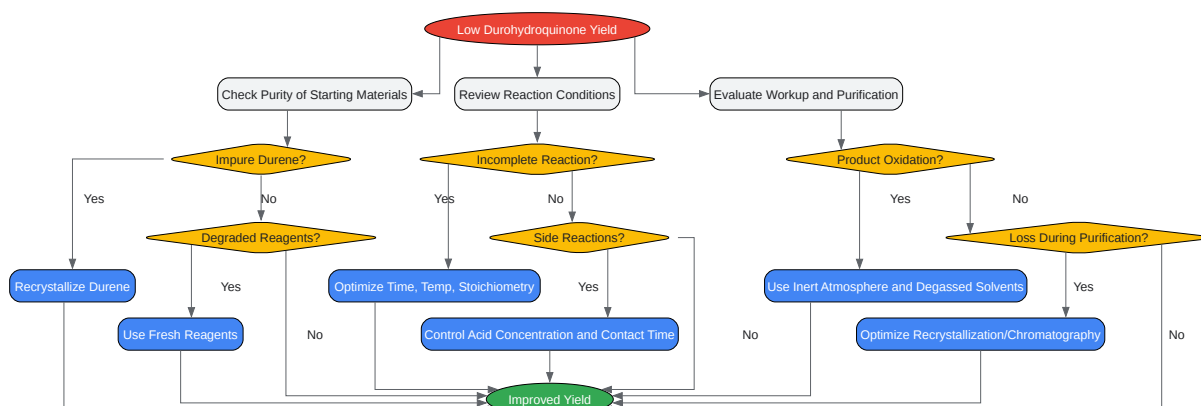 Low Durohydroquinone Yield
Check Purity of Starting Materials
Review Reaction Conditions
Evaluate Workup and Purification
Impure Durene?
Incomplete Reaction?
Product Oxidation?
Yes
No
Yes
No
Yes
No
Degraded Reagents?
Side Reactions?
Loss During Purification?
Recrystallize Durene
Yes
Optimize Time, Temp, Stoichiometry
Yes
Use Inert Atmosphere and Degassed Solvents
Yes
Use Fresh Reagents
No
Control Acid Concentration and Contact Time
No
Optimize Recrystallization/Chromatography
No
Improved Yield